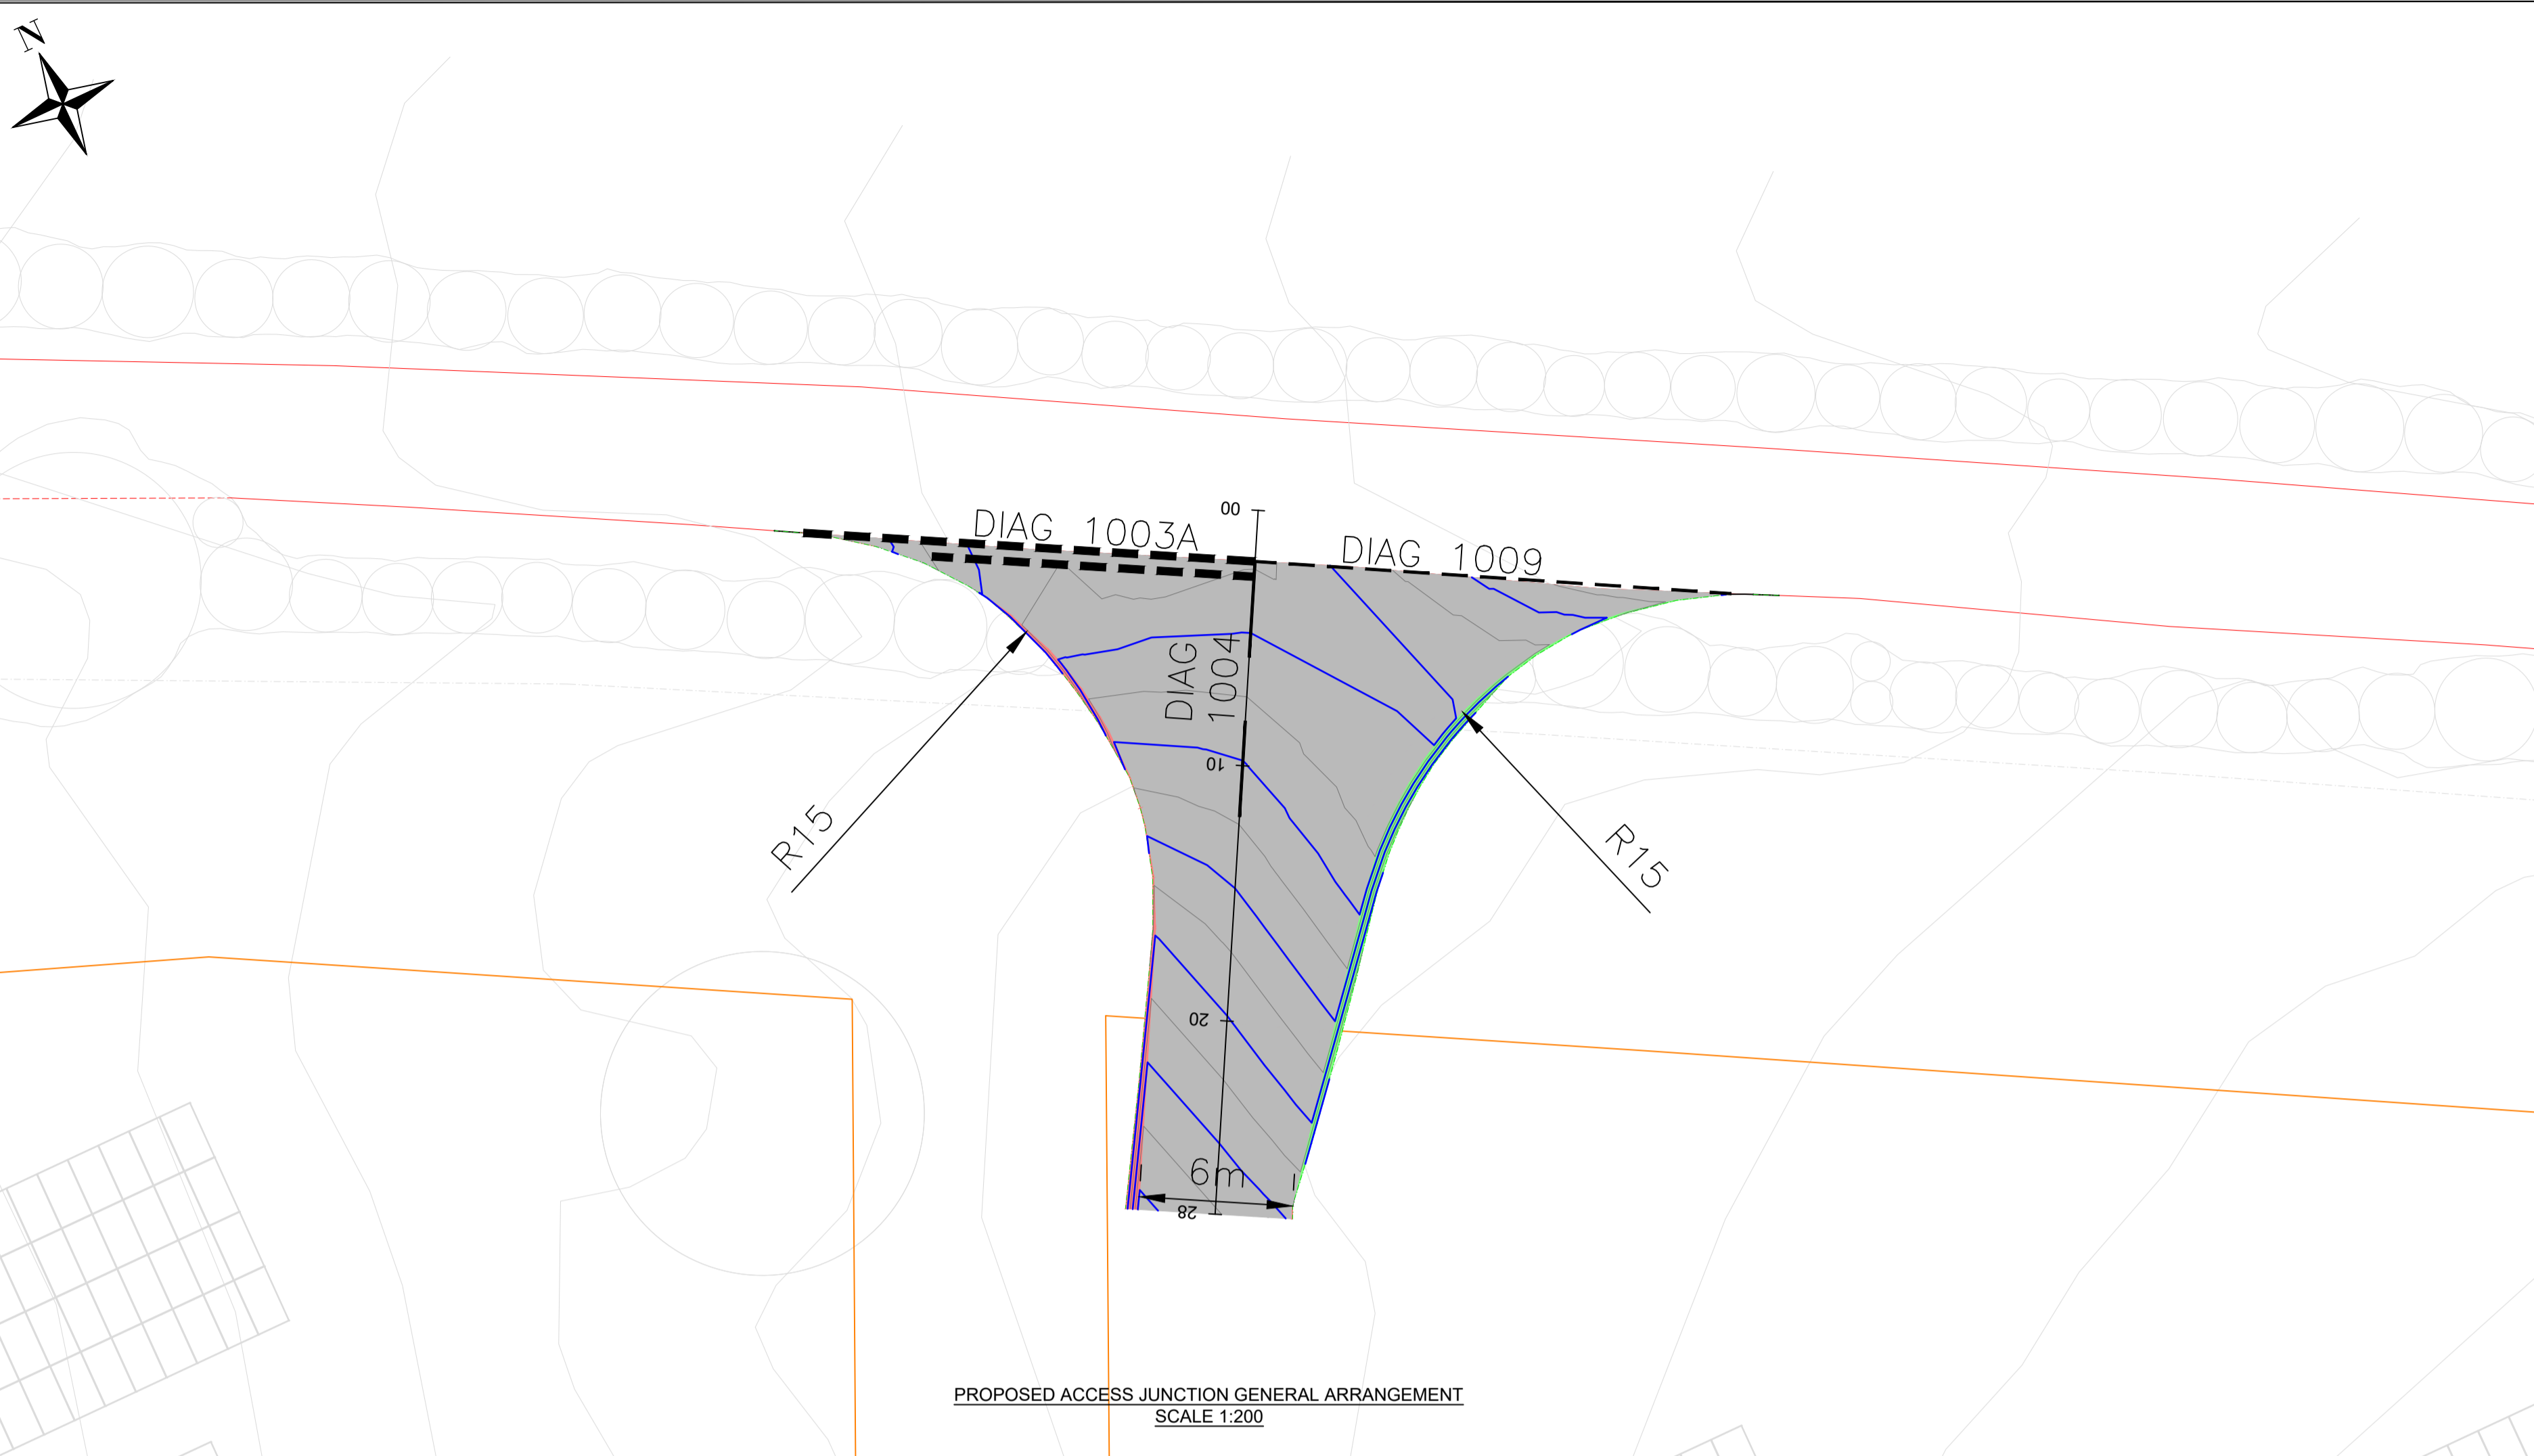 N
00
DIAG 1003A
DIAG 1009
DIAG
1004
10
R15
R15
20
6m
28
PROPOSED ACCESS JUNCTION GENERAL ARRANGEMENT
SCALE 1:200